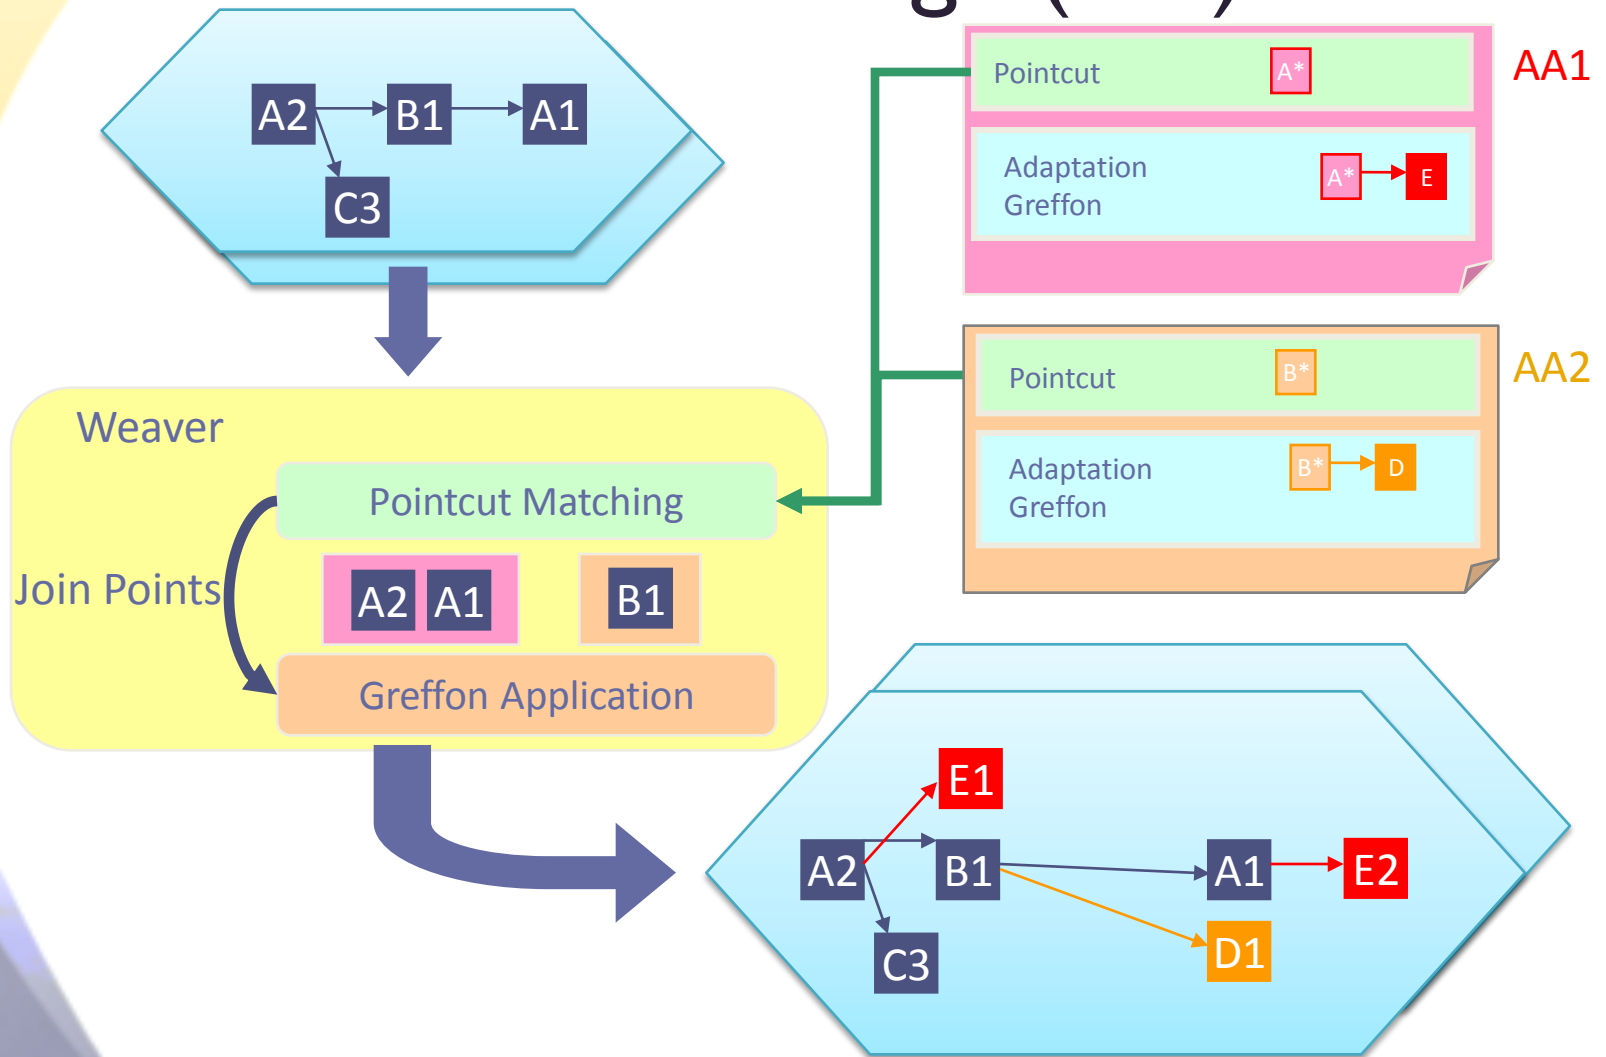 A2 B1 A1
C3
Pointcut A*
AA1
Adaptation
Greffon
A* E
Pointcut B*
AA2
Adaptation
Greffon
B* D
Weaver
Pointcut Matching
Join Points
A2 A1 B1
Greffon Application
E1
A2 B1 A1 E2
C3 D1